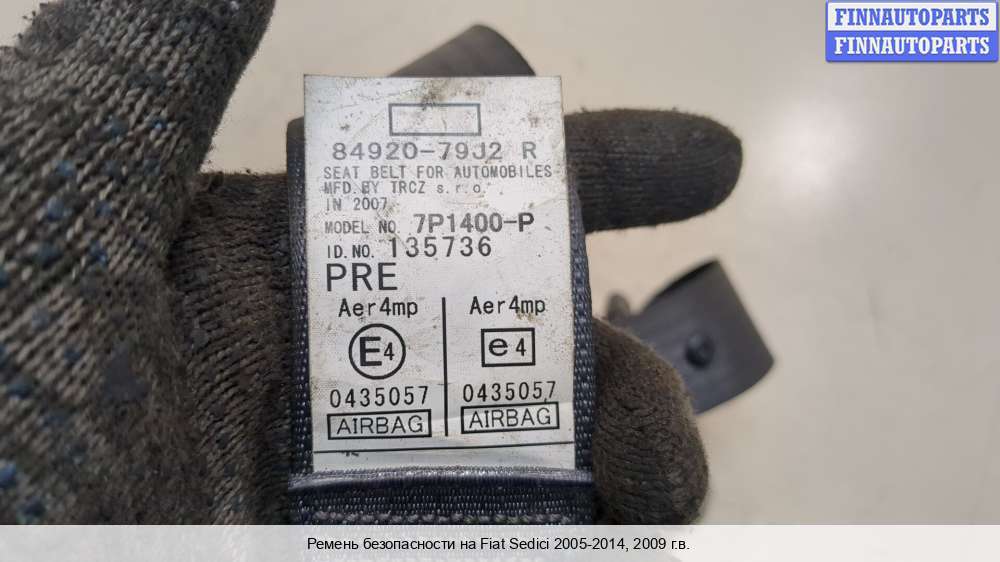 FINNAUTOPARTS
FINNAUTOPARTS
84920-79J2 R
SEAT BELT FOR AUTOMOBILES
MFD. BY TRCZ s.r.o.
IN 2007
MODEL NO. 7P1400-P
ID.NO. 135736
PRE
Aer4mp Aer4mp
E4 e4
0435057 0435057
AIRBAG AIRBAG
Ремень безопасности на Fiat Sedici 2005-2014, 2009 г.в.